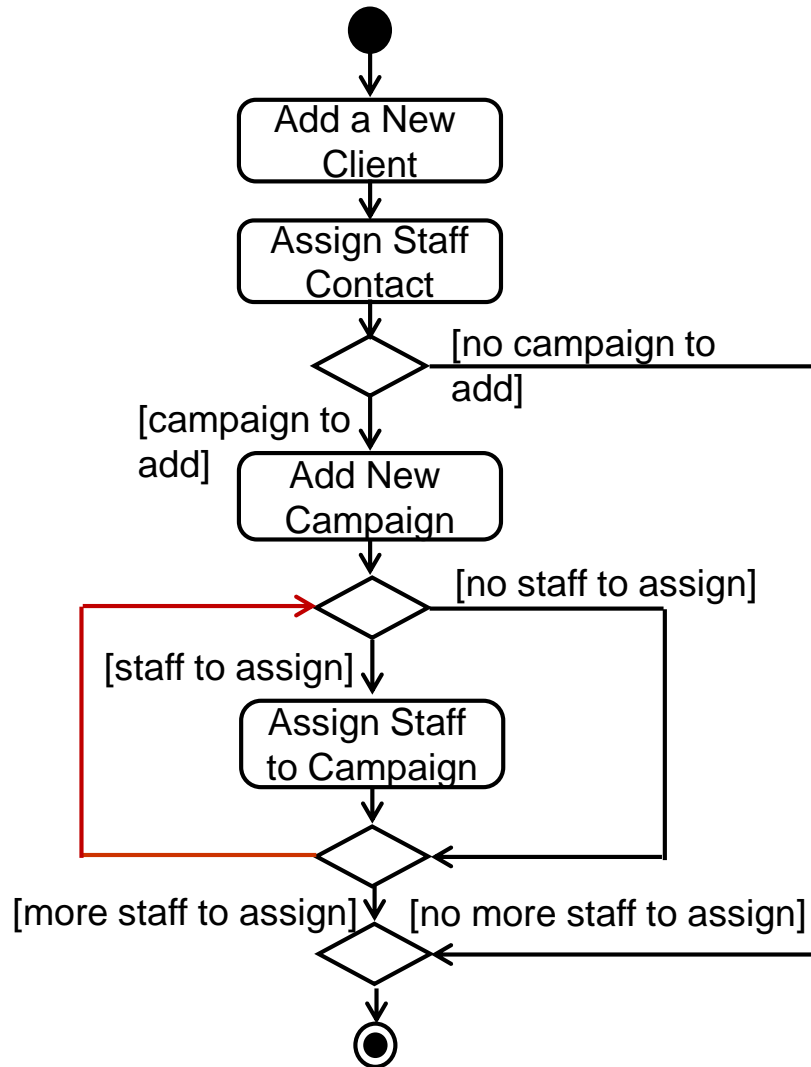 Add a New
Client
Assign Staff
Contact
[no campaign to
add]
[campaign to
add]
Add New
Campaign
[no staff to assign]
[staff to assign]
Assign Staff
to Campaign
[more staff to assign]
[no more staff to assign]